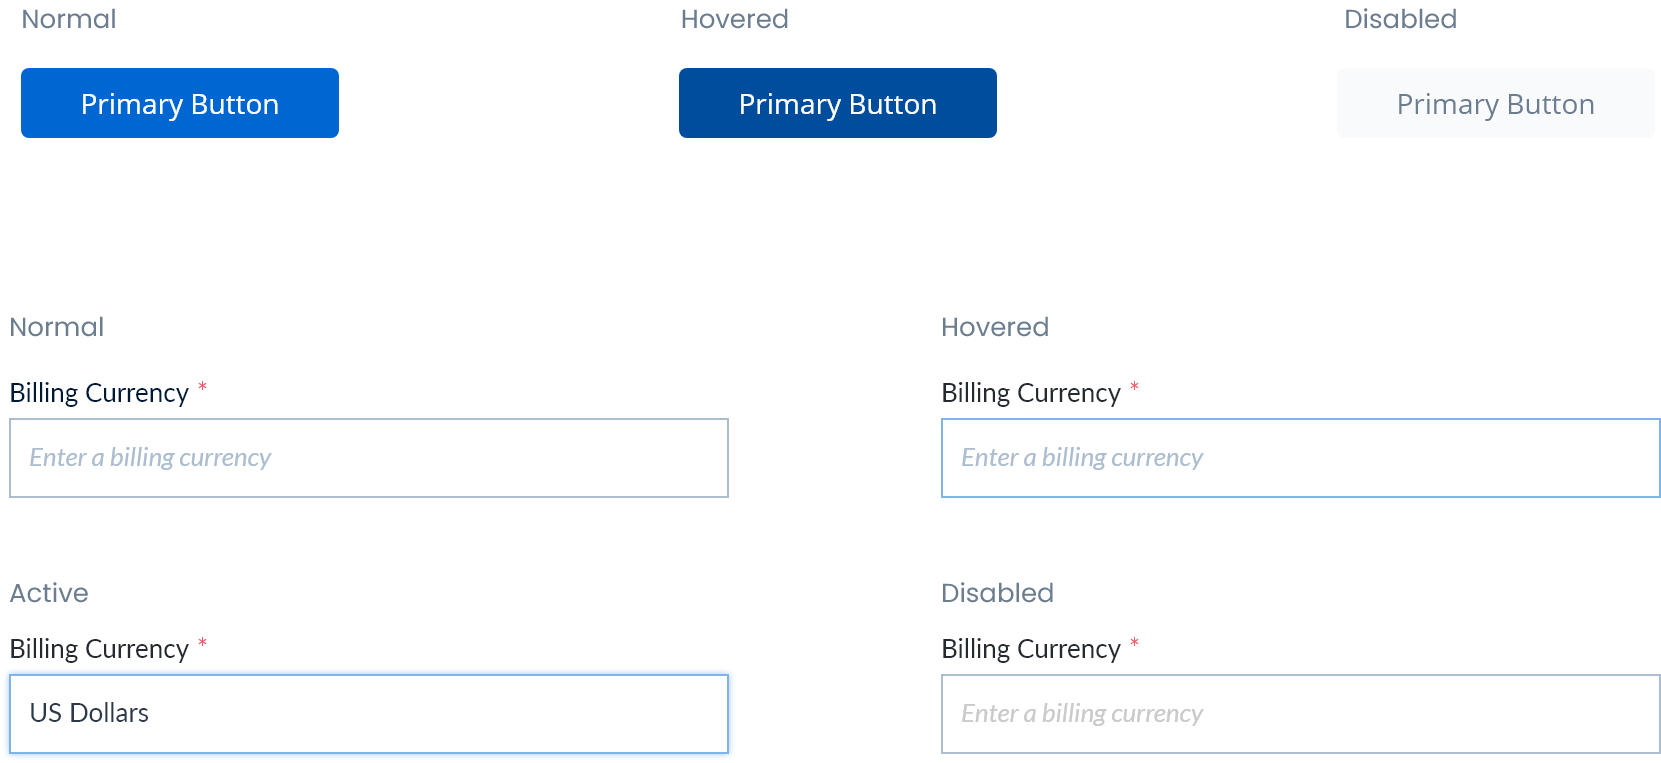 Normal
Hovered
Disabled
Primary Button
Primary Button
Primary Button
Normal
Hovered
Billing Currency *
Billing Currency *
Enter a billing currency
Enter a billing currency
Active
Disabled
Billing Currency *
Billing Currency *
US Dollars
Enter a billing currency